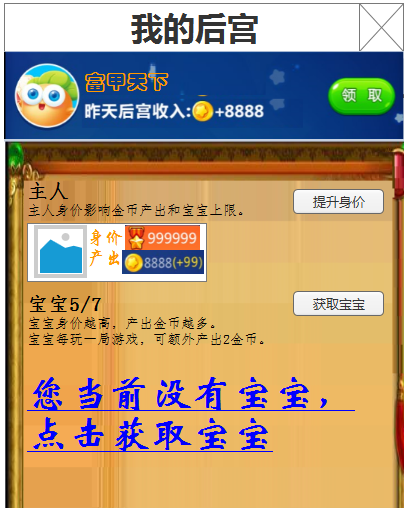 我的后宫
富甲天下
昨天后宫收入:+8888
领 取
主人
主人身价影响金币产出和宝宝上限。
提升身价
身价 999999
产出 8888(+99)
宝宝5/7
获取宝宝
宝宝身价越高，产出金币越多。
宝宝每玩一局游戏，可额外产出2金币。
您当前没有宝宝，
点击获取宝宝